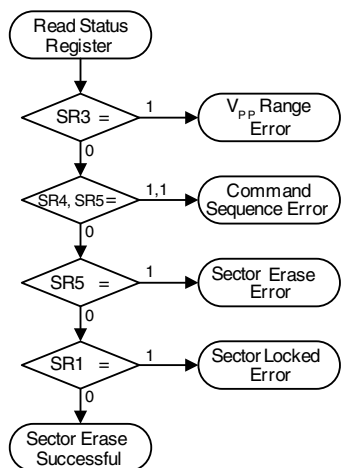 Read Status
Register
SR3 =
1
V_PP Range
Error
0
SR4, SR5 =
1,1
Command
Sequence Error
0
SR5 =
1
Sector Erase
Error
0
SR1 =
1
Sector Locked
Error
0
Sector Erase
Successful